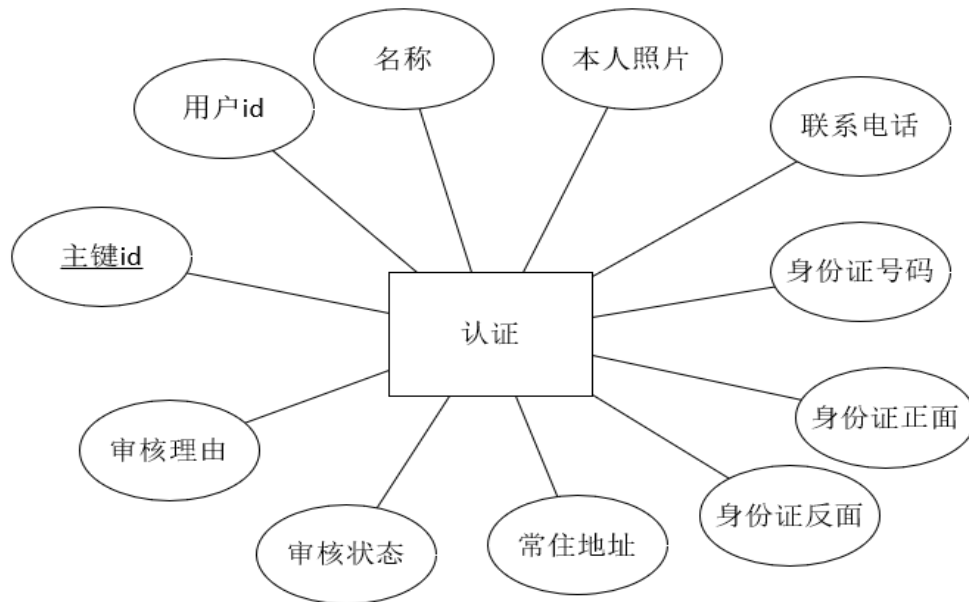 名称
本人照片
用户id
联系电话
主键id
身份证号码
认证
身份证正面
审核理由
身份证反面
审核状态
常住地址